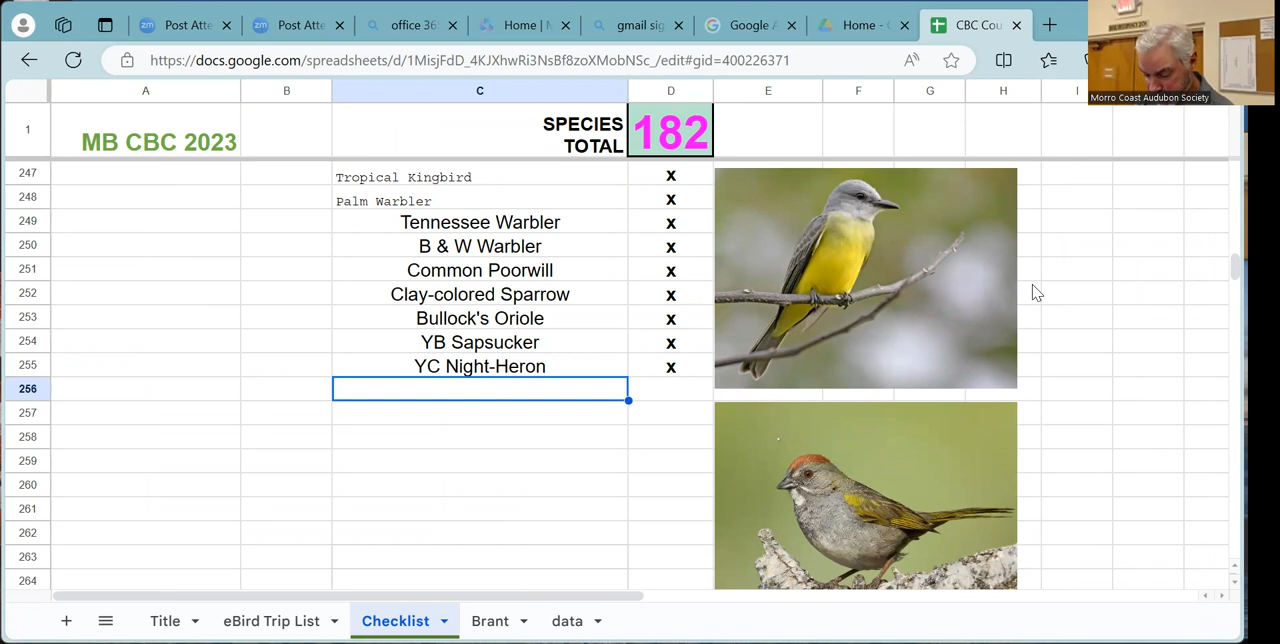 Post Atte
Post Atte
office 36
Home |
gmail sig
Google
Home -
CBC Cou
https://docs.google.com/spreadsheets/d/1MisjFdD_4KJXhwRi3NsBf8zoXMobNSc_/edit#gid=400226371
Morro Coast Audubon Society
A B C D E F G H I
1 MB CBC 2023 SPECIES TOTAL 182
247 Tropical Kingbird x
248 Palm Warbler x
249 Tennessee Warbler x
250 B & W Warbler x
251 Common Poorwill x
252 Clay-colored Sparrow x
253 Bullock's Oriole x
254 YB Sapsucker x
255 YC Night-Heron x
256
257
258
259
260
261
262
263
264
Title eBird Trip List Checklist Brant data